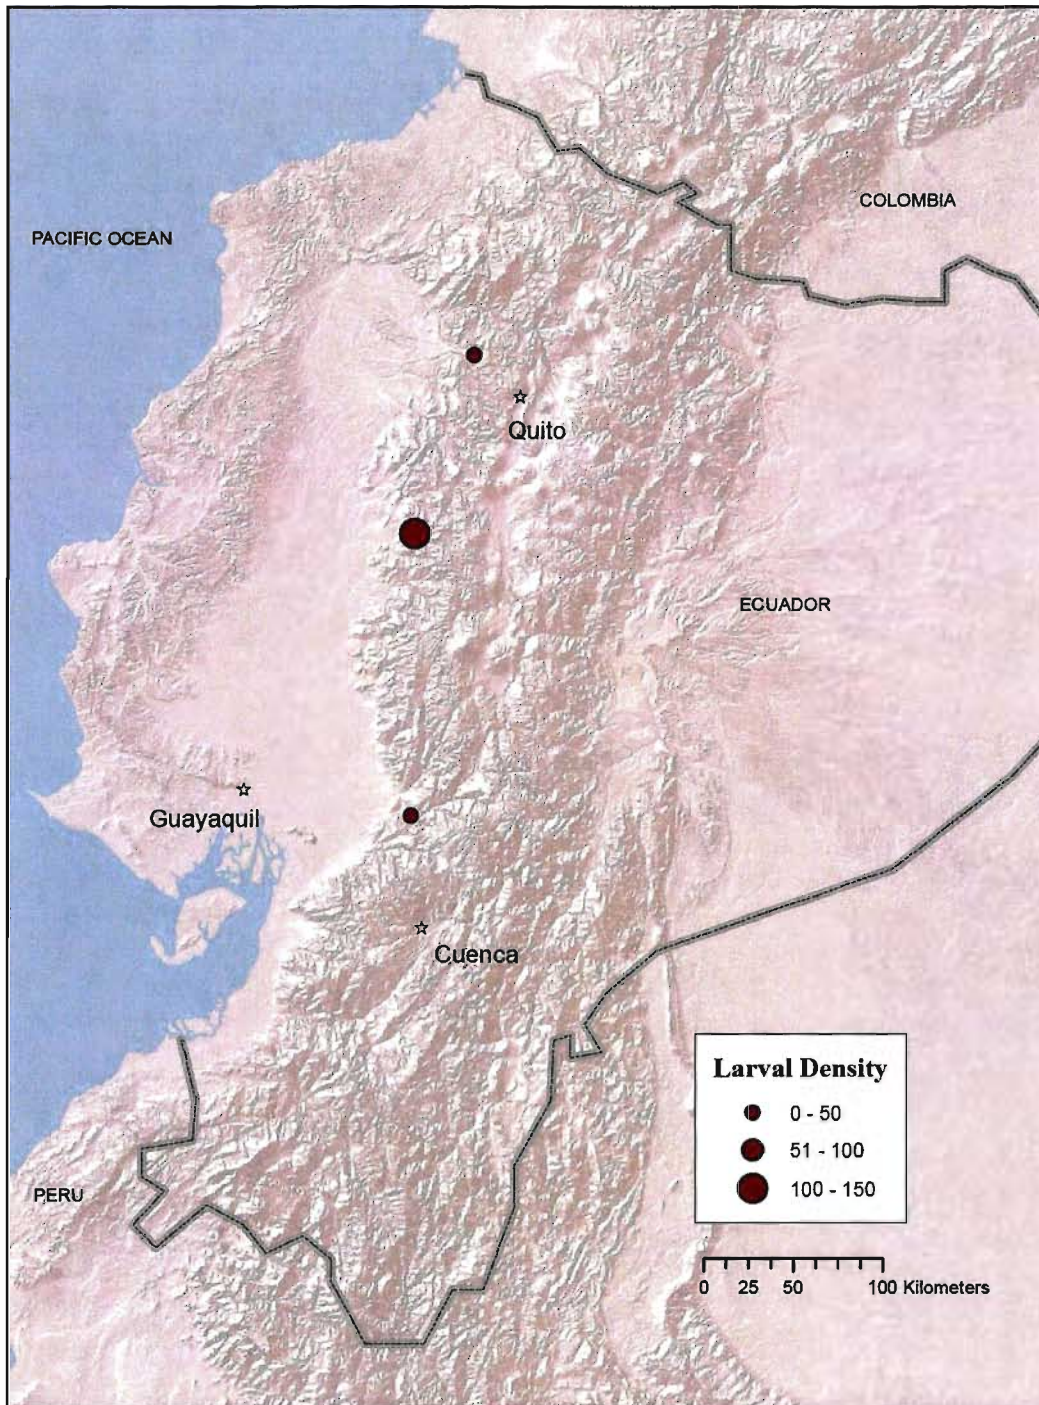 COLOMBIA
PACIFIC OCEAN
Quito
ECUADOR
Guayaquil
Cuenca
Larval Density
0 - 50
51 - 100
100 - 150
PERU
0 25 50 100 Kilometers